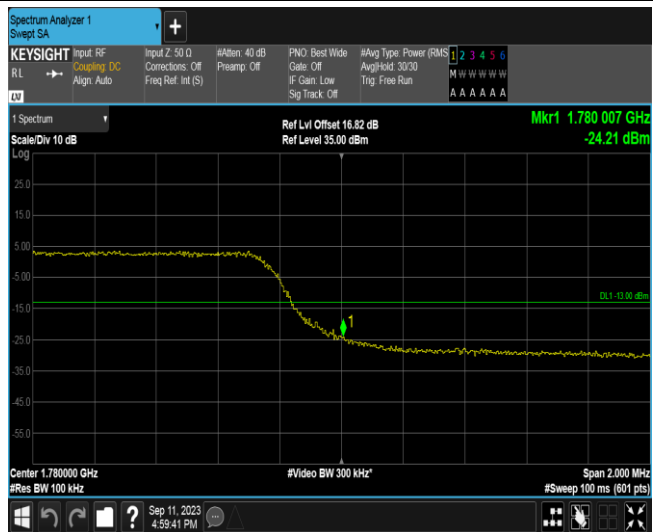 Spectrum Analyzer 1
Swept SA
+
KEYSIGHT
RL
LXI
Input: RF
Coupling: DC
Align: Auto
Input Z: 50 Ω
Corrections: Off
Freq Ref: Int (S)
#Atten: 40 dB
Preamp: Off
PNO: Best Wide
Gate: Off
IF Gain: Low
Sig Track: Off
#Avg Type: Power (RMS
Avg|Hold: 30/30
Trig: Free Run
1 2 3 4 5 6
M W W W W W
A A A A A A
1 Spectrum
Scale/Div 10 dB
Log
Ref Lvl Offset 16.82 dB
Ref Level 35.00 dBm
Mkr1 1.780 007 GHz
-24.21 dBm
25.0
15.0
5.00
-5.00
-15.0
-25.0
-35.0
-45.0
-55.0
DL1 -13.00 dBm
1
Center 1.780000 GHz
#Res BW 100 kHz
#Video BW 300 kHz*
Span 2.000 MHz
#Sweep 100 ms (601 pts)
?
Sep 11, 2023
4:59:41 PM